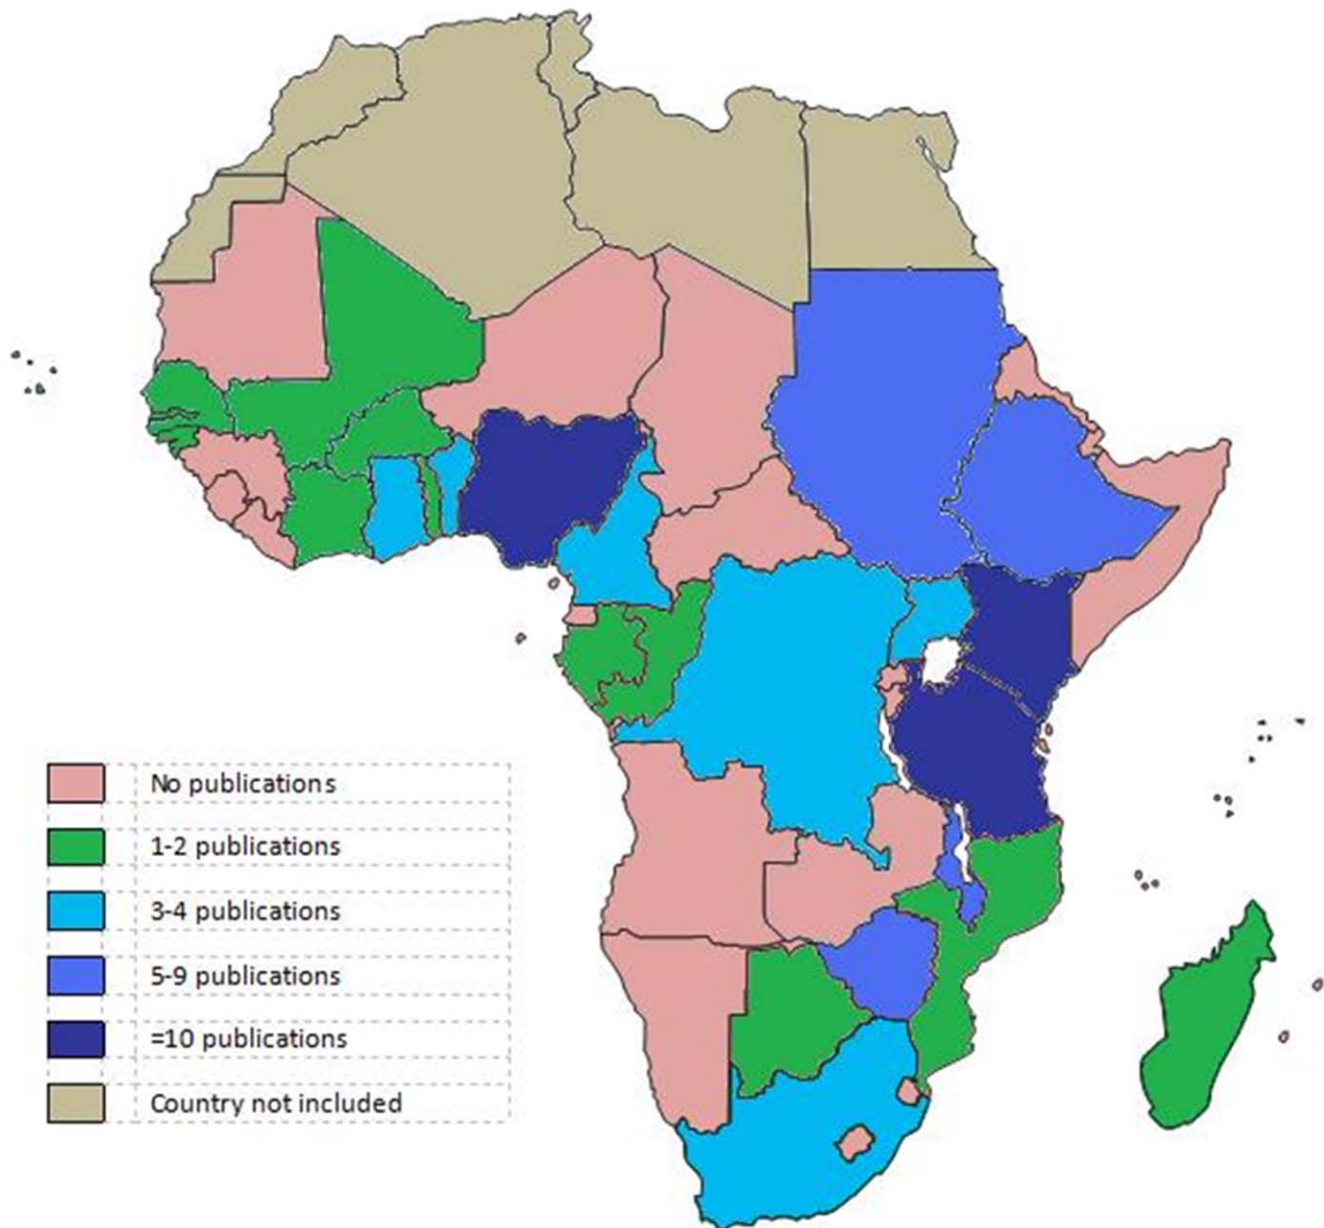 No publications
1-2 publications
3-4 publications
5-9 publications
=10 publications
Country not included